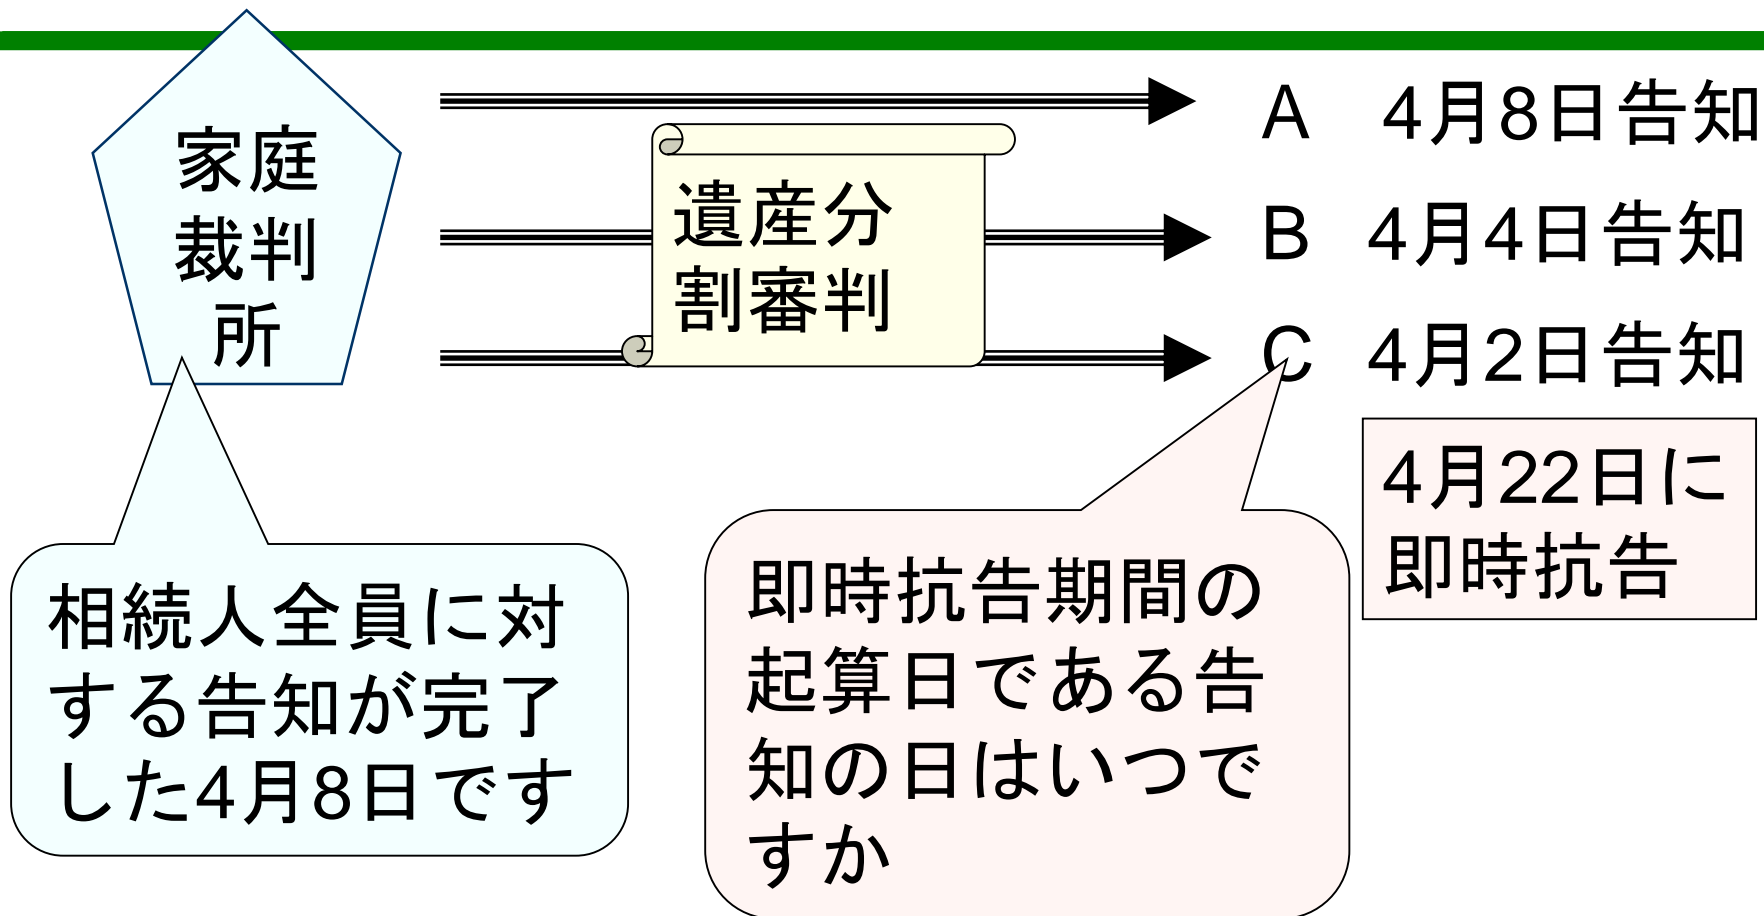 家庭
裁判
所
遺産分
割審判
A 4月8日告知
B 4月4日告知
C 4月2日告知
4月22日に
即時抗告
相続人全員に対
する告知が完了
した4月8日です
即時抗告期間の
起算日である告
知の日はいつで
すか